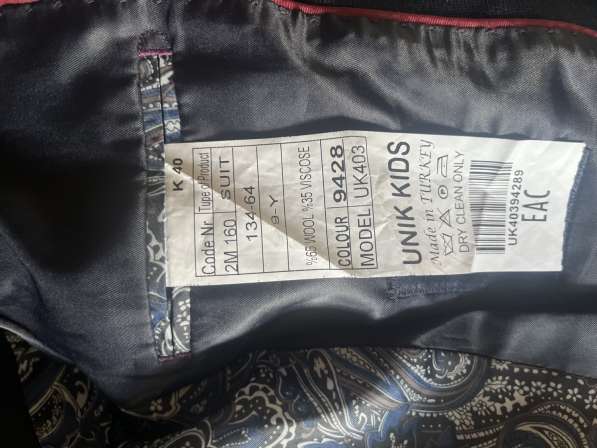 K 40
Code.Nr. Type of Product
2M 160 SUIT
134-64
9-Y
%65 WOOL %35 VISCOSE
COLOUR 9428
MODEL UK403
UNIK KIDS
Made in TURKEY
DRY CLEAN ONLY
UK40394289
EAC